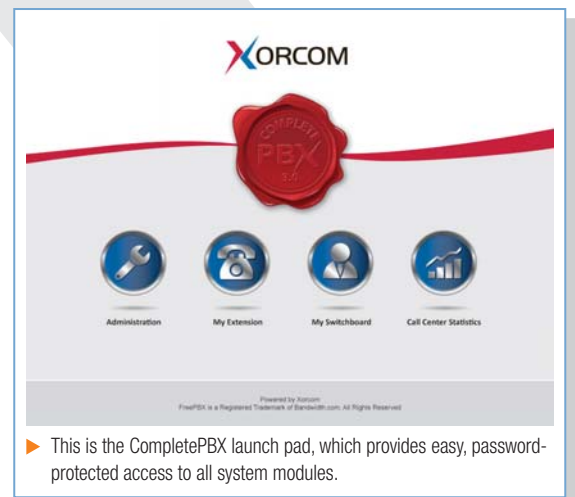 XORCOM
COMPLETE
PBX
Administration
My Extension
My Switchboard
Call Center Statistics
Powered by Xorcom
FreePBX is a Registered Trademark of Bandwidth.com. All Rights Reserved
This is the CompletePBX launch pad, which provides easy, password-
protected access to all system modules.